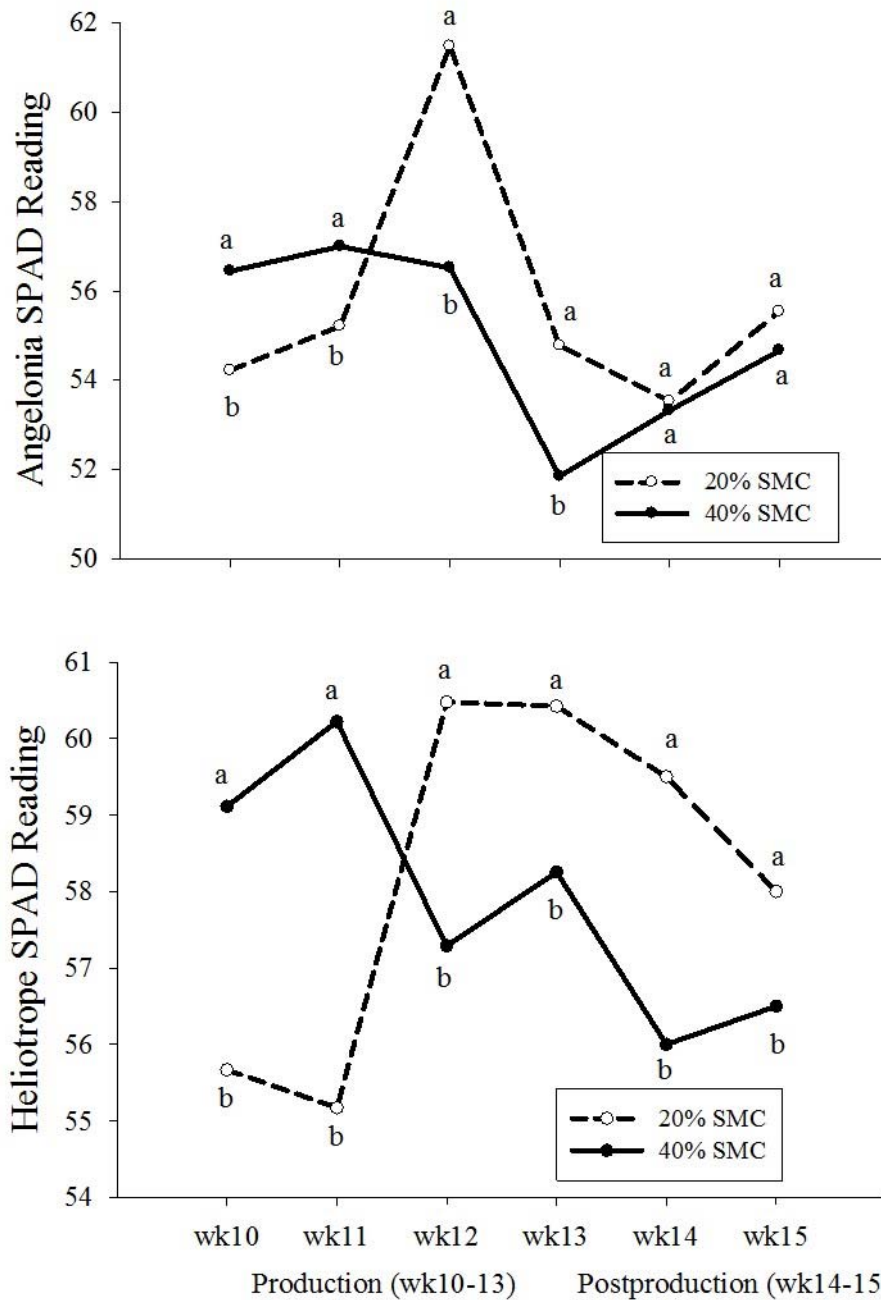 Angelonia SPAD Reading
62
60
58
56
54
52
50
a
a
a
a
a
a
b
b
b
b
a
a
20% SMC
40% SMC
Heliotrope SPAD Reading
61
60
59
58
57
56
55
54
a
a
a
a
a
a
b
b
b
b
b
b
20% SMC
40% SMC
wk10 wk11 wk12 wk13 wk14 wk15
Production (wk10-13) Postproduction (wk14-15